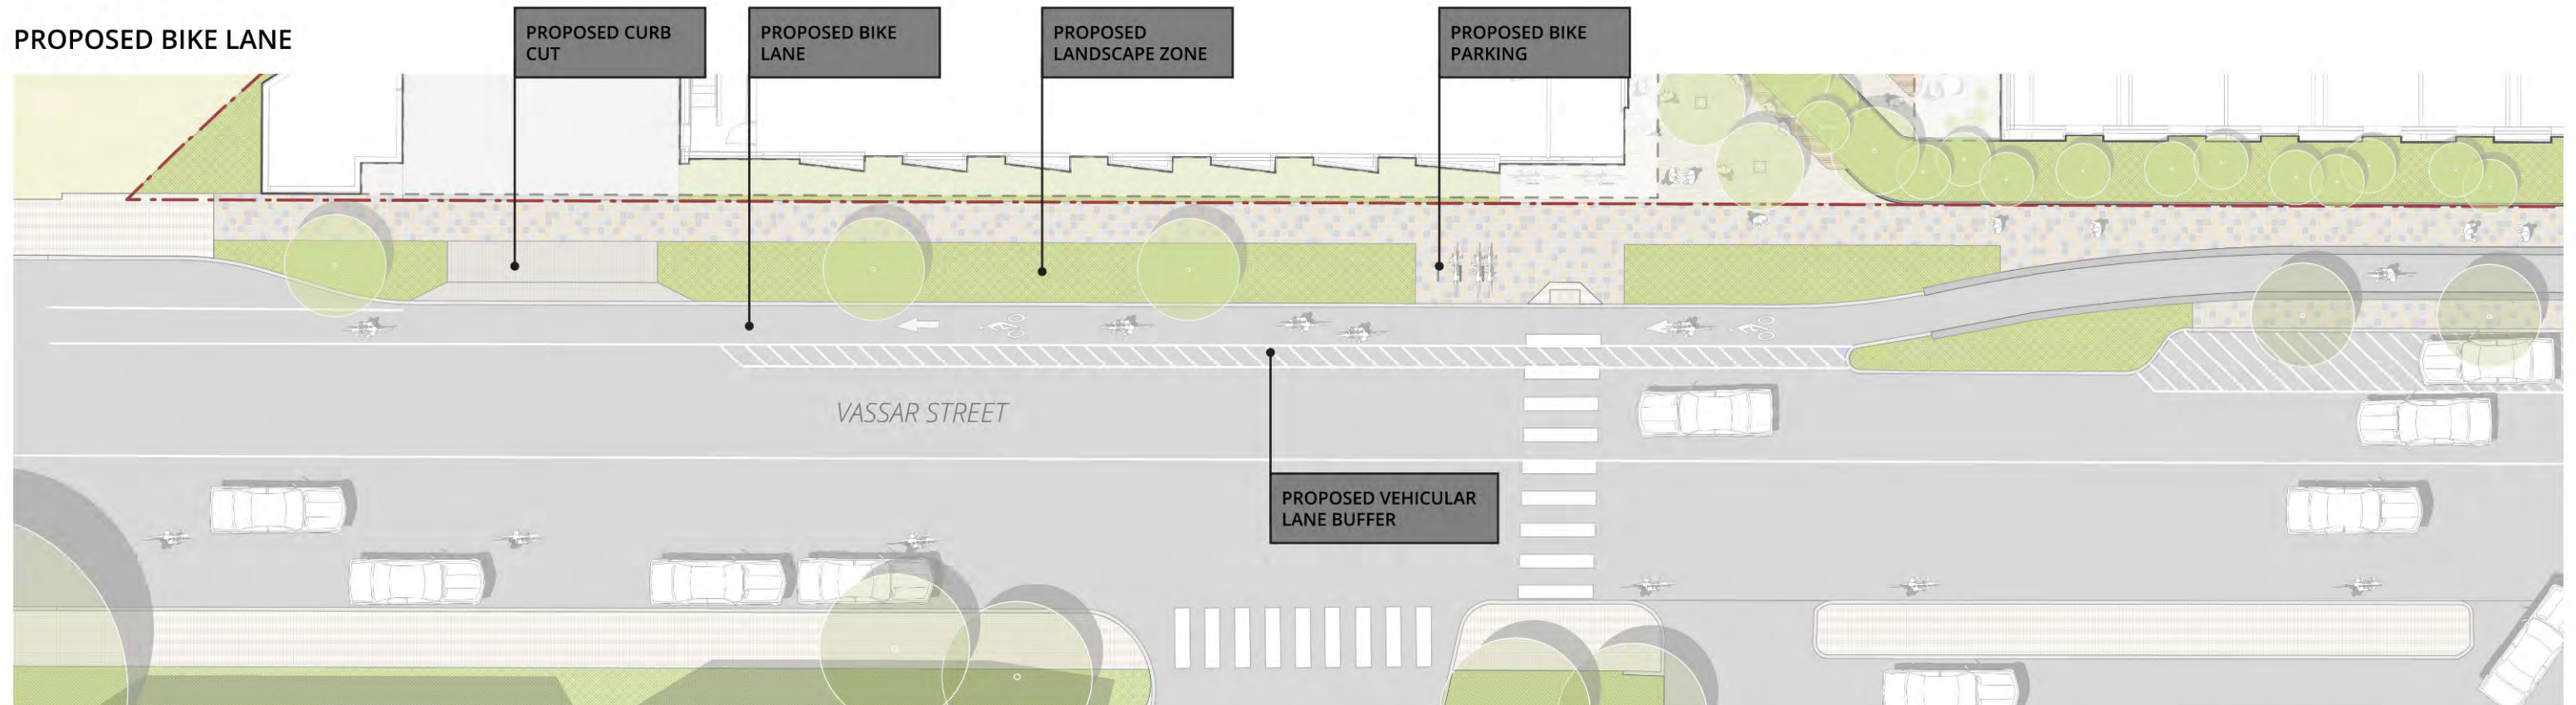 PROPOSED BIKE LANE
PROPOSED CURB
CUT
PROPOSED BIKE
LANE
PROPOSED
LANDSCAPE ZONE
PROPOSED BIKE
PARKING
VASSAR STREET
PROPOSED VEHICULAR
LANE BUFFER